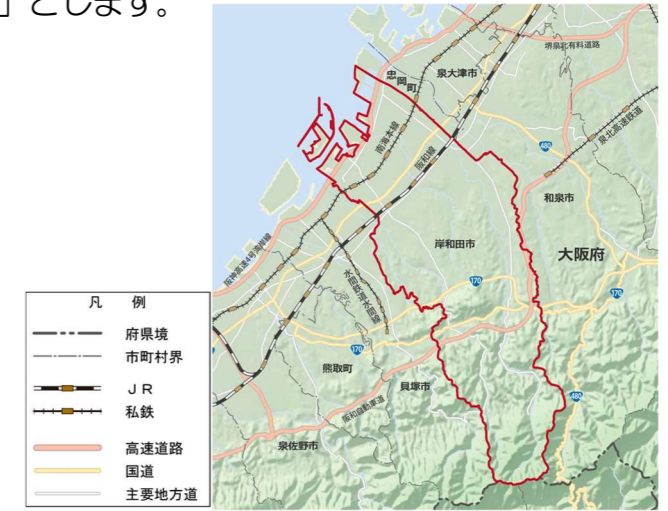 」とします。
堺泉北有料道路
忠岡町
泉大津市
南海本線
阪和線
480
泉北高速鉄道
和泉市
岸和田市
大阪府
阪神高速4号湾岸線
水間鉄道水間線
170
170
170
熊取町
貝塚市
480
阪和自動車道
泉佐野市
凡 例
府県境
市町村界
JR
私鉄
高速道路
国道
主要地方道